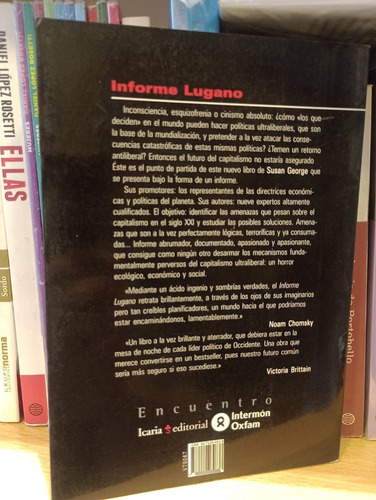 Informe Lugano
Inconsciencia, esquizofrenia o cinismo absoluto: ¿cómo «los que
deciden» en el mundo pueden hacer políticas ultraliberales, que son
la base de la mundialización, y pretender a la vez atacar las conse-
cuencias catastróficas de estas mismas políticas? ¿Temen un retorno
antiliberal? Entonces el futuro del capitalismo no estaría asegurado
Éste es el punto de partida de este nuevo libro de Susan George que
se presenta bajo la forma de un informe.
Sus promotores: los representantes de las directrices económi-
cas y políticas del planeta. Sus autores: nueve expertos altamente
cualificados. El objetivo: identificar las amenazas que pesan sobre el
capitalismo en el siglo XXI y estudiar las posibles soluciones. Amena-
zas que son a la vez perfectamente lógicas, terroríficas y ya consuma-
das... Informe abrumador, documentado, apasionado y apasionante,
que consigue como ningún otro desarmar los mecanismos funda-
mentalmente perversos del capitalismo ultraliberal: un horror
ecológico, económico y social.
«Mediante un ácido ingenio y sombrías verdades, el Informe
Lugano retrata brillantemente, a través de los ojos de sus imaginarios
pero tan creíbles planificadores, un mundo hacia el que podríamos
estar encaminándonos, lamentablemente.»
Noam Chomsky
«Un libro a la vez brillante y aterrador, que debiera estar en la
mesa de noche de cada líder político de Occidente. Una obra que
merece convertirse en un bestseller, pues nuestro futuro común
sería más seguro si eso sucediese.»
Victoria Brittain
Encuentro
Icaria editorial
Intermón
Oxfam
DANIEL LÓPEZ ROSETTI
ELLAS
MUJERES
DANIEL LÓPEZ ROSETTI
Sordo
norma
Portobello